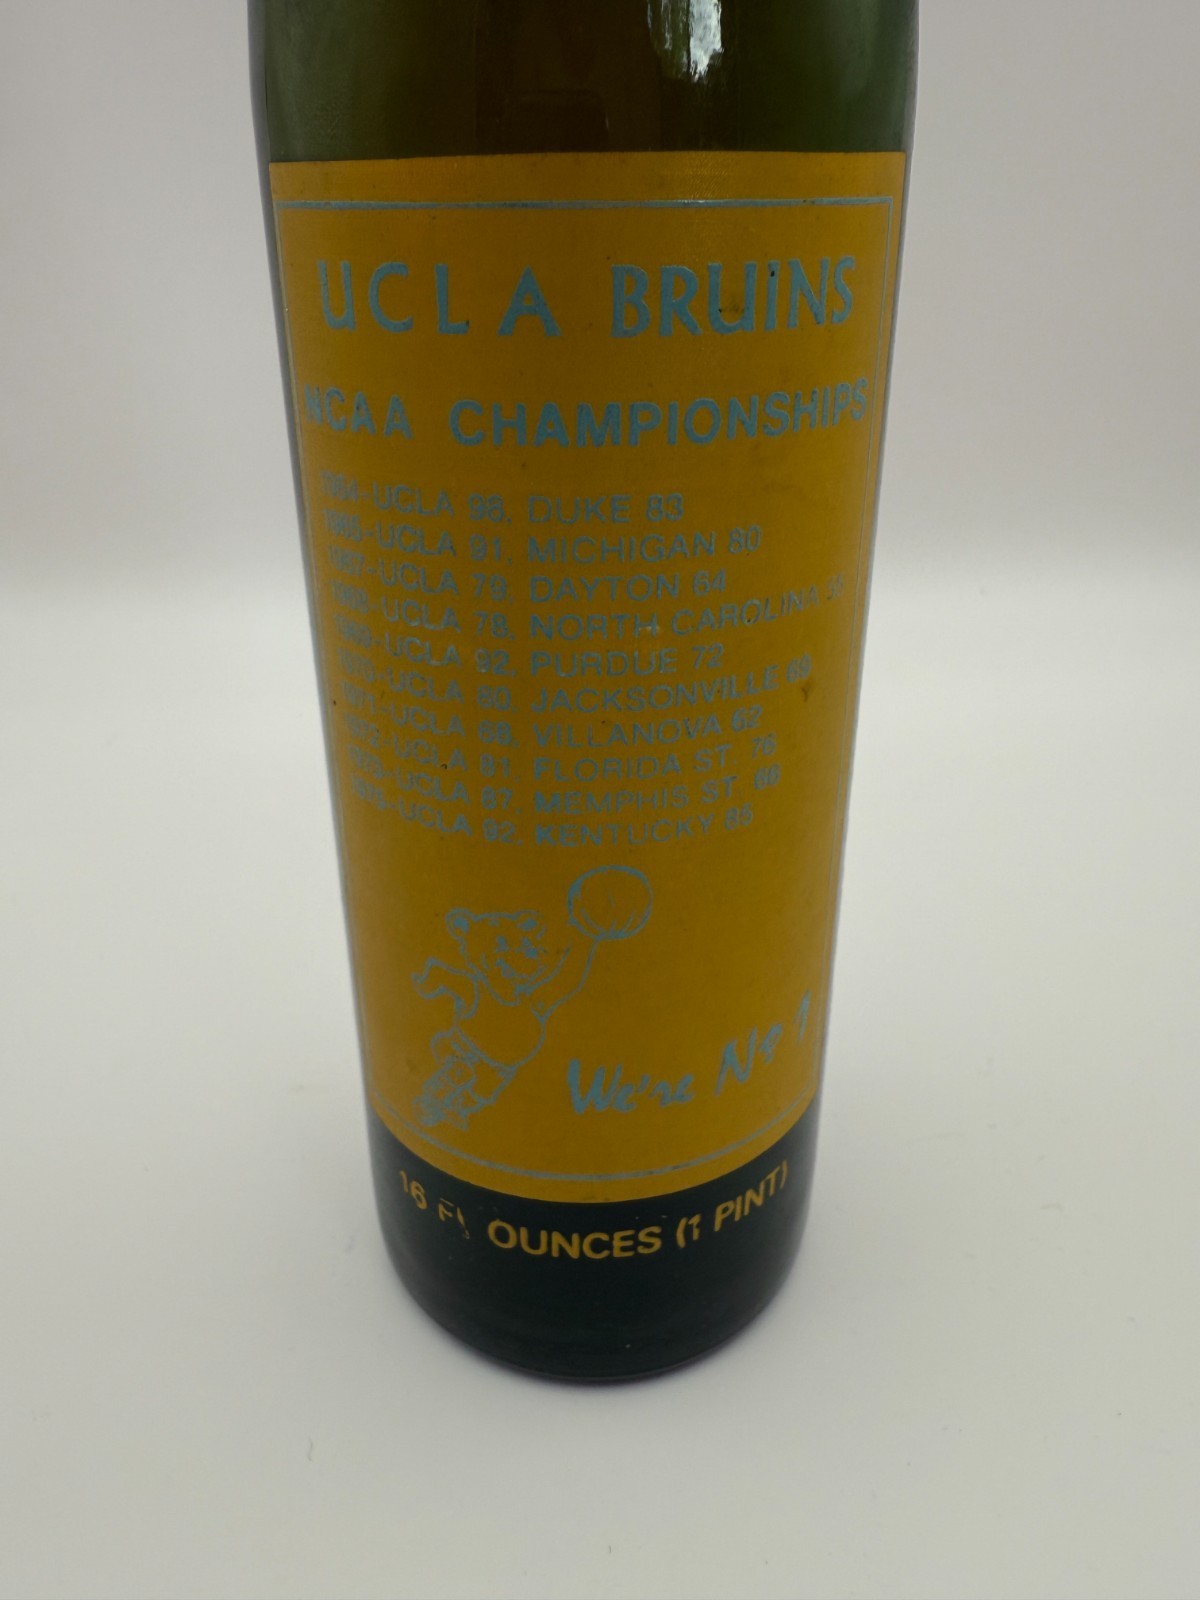 UCLA BRUINS
NCAA CHAMPIONSHIPS
1964-UCLA 98, DUKE 83
1965-UCLA 91, MICHIGAN 80
1967-UCLA 79, DAYTON 64
1968-UCLA 78, NORTH CAROLINA
1969-UCLA 92, PURDUE 72
1970-UCLA 80, JACKSONVILLE 69
1971-UCLA 68, VILLANOVA 62
1972-UCLA 81, FLORIDA ST. 76
1973-UCLA 87, MEMPHIS ST. 66
1975-UCLA 92, KENTUCKY 85
We're No 1
16 FL OUNCES (1 PINT)